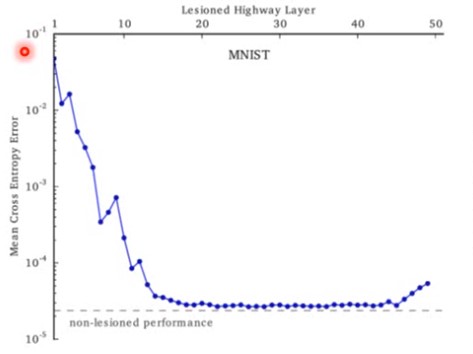 Lesioned Highway Layer
1 10 20 30 40 50
MNIST
Mean Cross Entropy Error
10^-1
10^-2
10^-3
10^-4
10^-5
non-lesioned performance